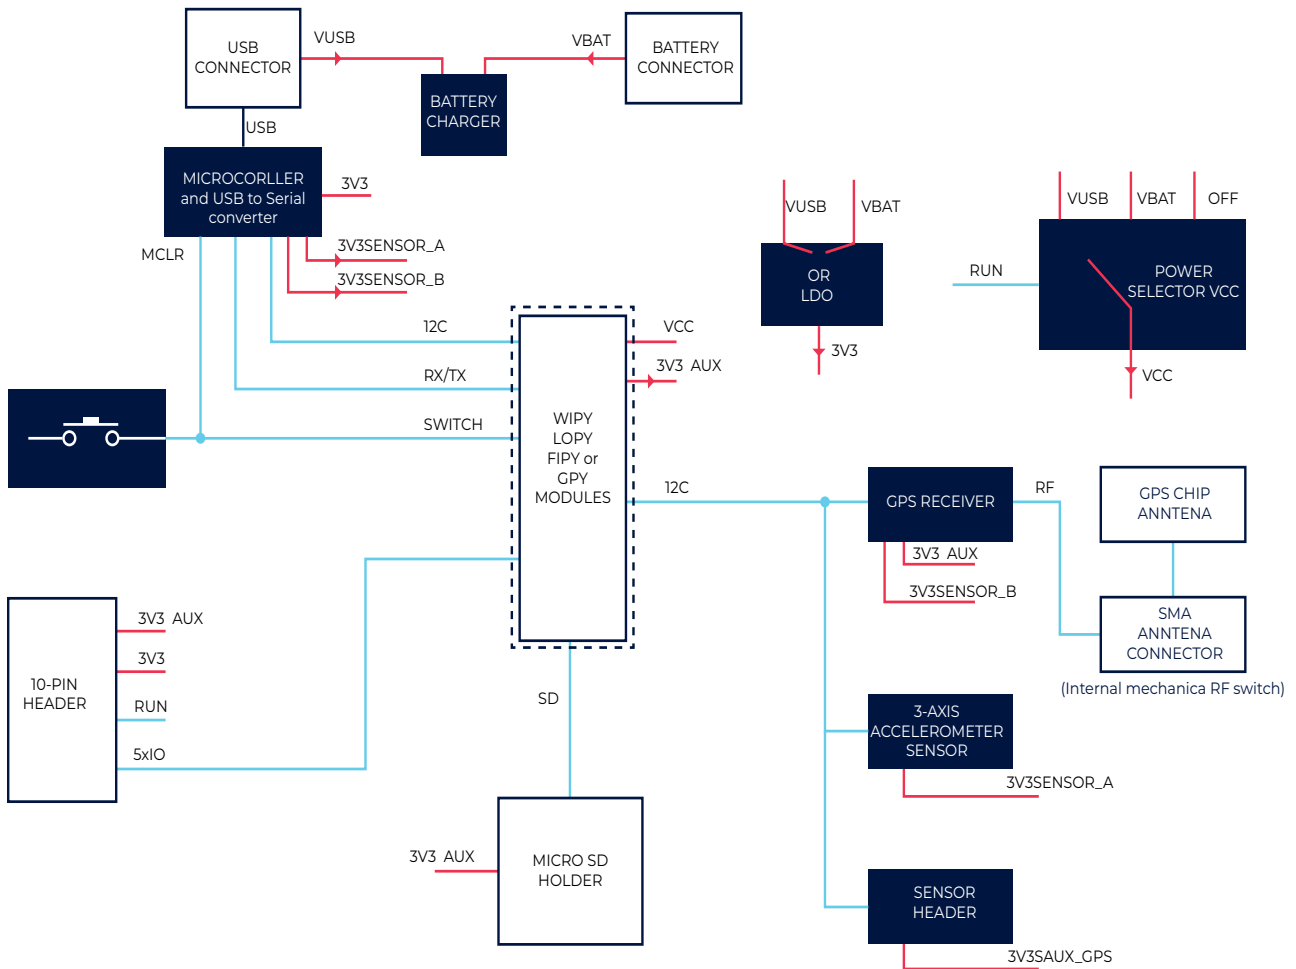 USB
CONNECTOR
VUSB
VBAT
BATTERY
CONNECTOR
BATTERY
CHARGER
USB
MICROCORLLER
and USB to Serial
converter
3V3
MCLR
3V3SENSOR_A
3V3SENSOR_B
VUSB
VBAT
OR
LDO
3V3
VUSB
VBAT
OFF
RUN
POWER
SELECTOR VCC
VCC
12C
RX/TX
SWITCH
VCC
3V3 AUX
WIPY
LOPY
FIPY or
GPY
MODULES
12C
GPS RECEIVER
RF
GPS CHIP
ANNTENA
3V3 AUX
3V3SENSOR_B
SMA
ANNTENA
CONNECTOR
(Internal mechanica RF switch)
10-PIN
HEADER
3V3 AUX
3V3
RUN
5xIO
SD
3-AXIS
ACCELEROMETER
SENSOR
3V3SENSOR_A
3V3 AUX
MICRO SD
HOLDER
SENSOR
HEADER
3V3SAUX_GPS